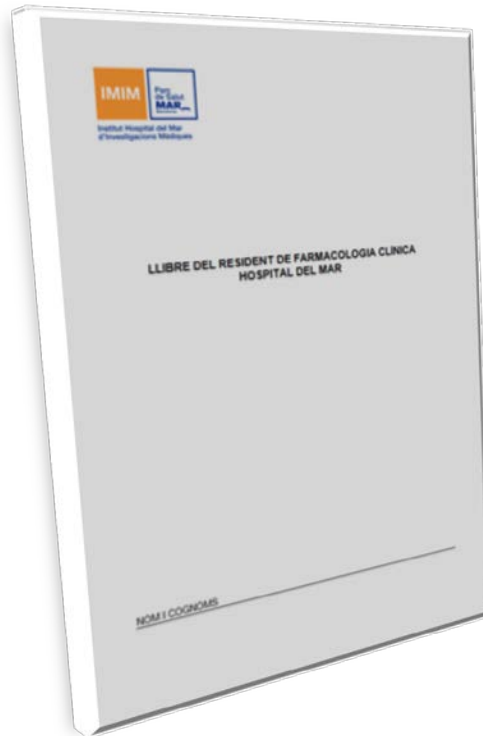 IMIM
Parc
de Salut
MAR
Institut Hospital del Mar
d'Investigacions Mèdiques
LLIBRE DEL RESIDENT DE FARMACOLOGIA CLINICA
HOSPITAL DEL MAR
NOM I COGNOMS